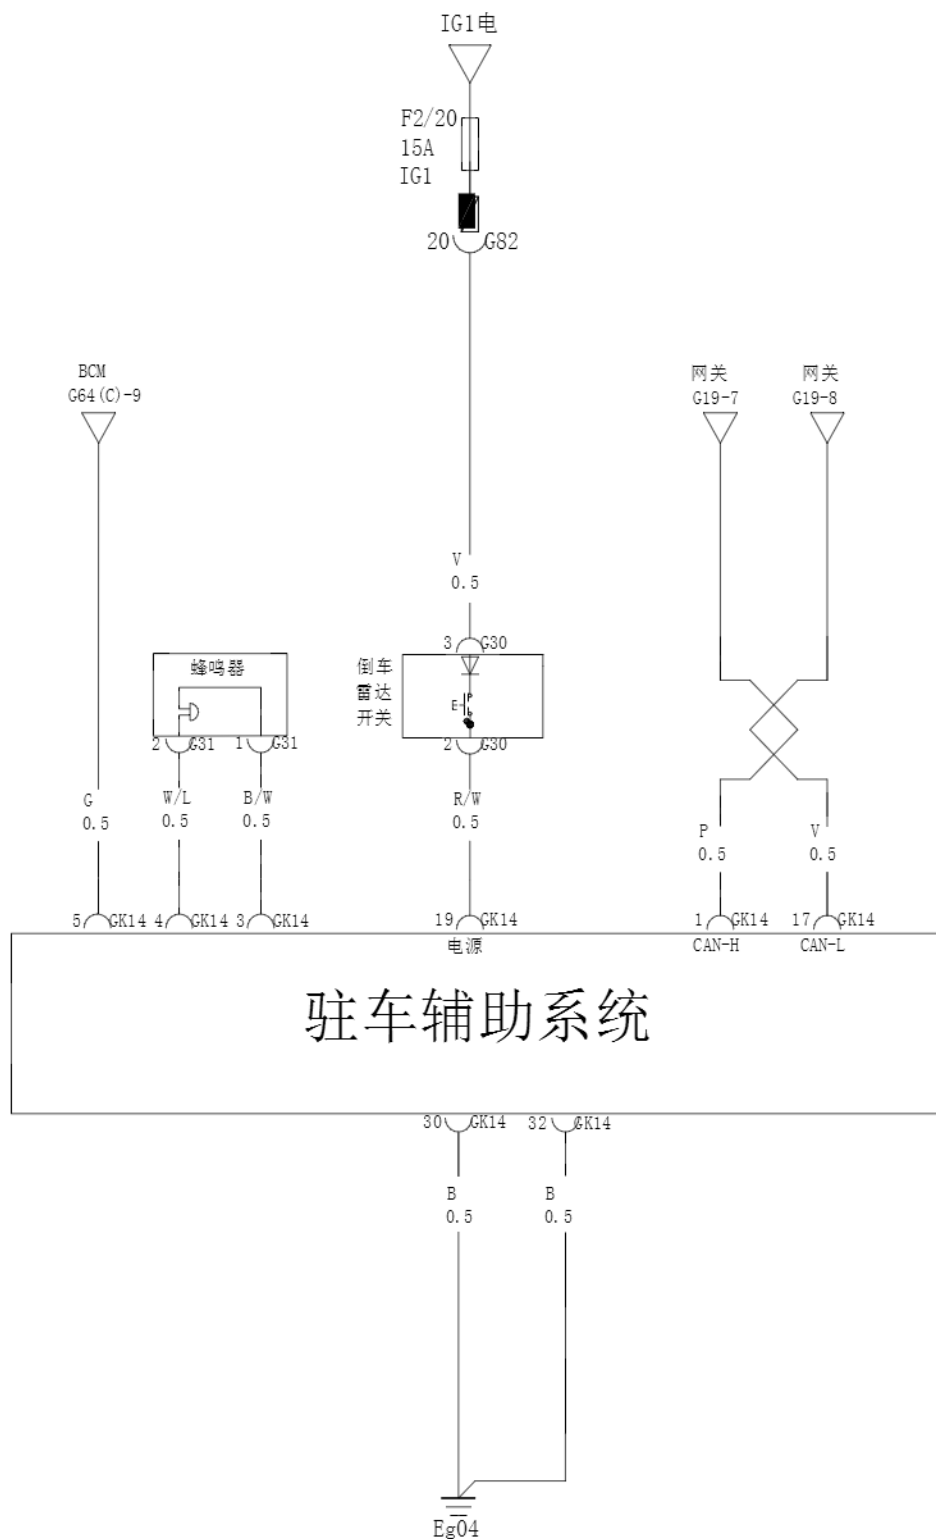 IG1电
F2/20
15A
IG1
20 G82
BCM
G64(C)-9
网关
G19-7
网关
G19-8
V
0.5
3 G30
蜂鸣器
倒车
雷达
开关
E
2 G31 1 G31
2 G30
G
0.5
W/L
0.5
B/W
0.5
R/W
0.5
P
0.5
V
0.5
5 GK14 4 GK14 3 GK14 19 GK14 1 GK14 17 GK14
电源 CAN-H CAN-L
驻车辅助系统
30 GK14 32 GK14
B
0.5
B
0.5
Eg04